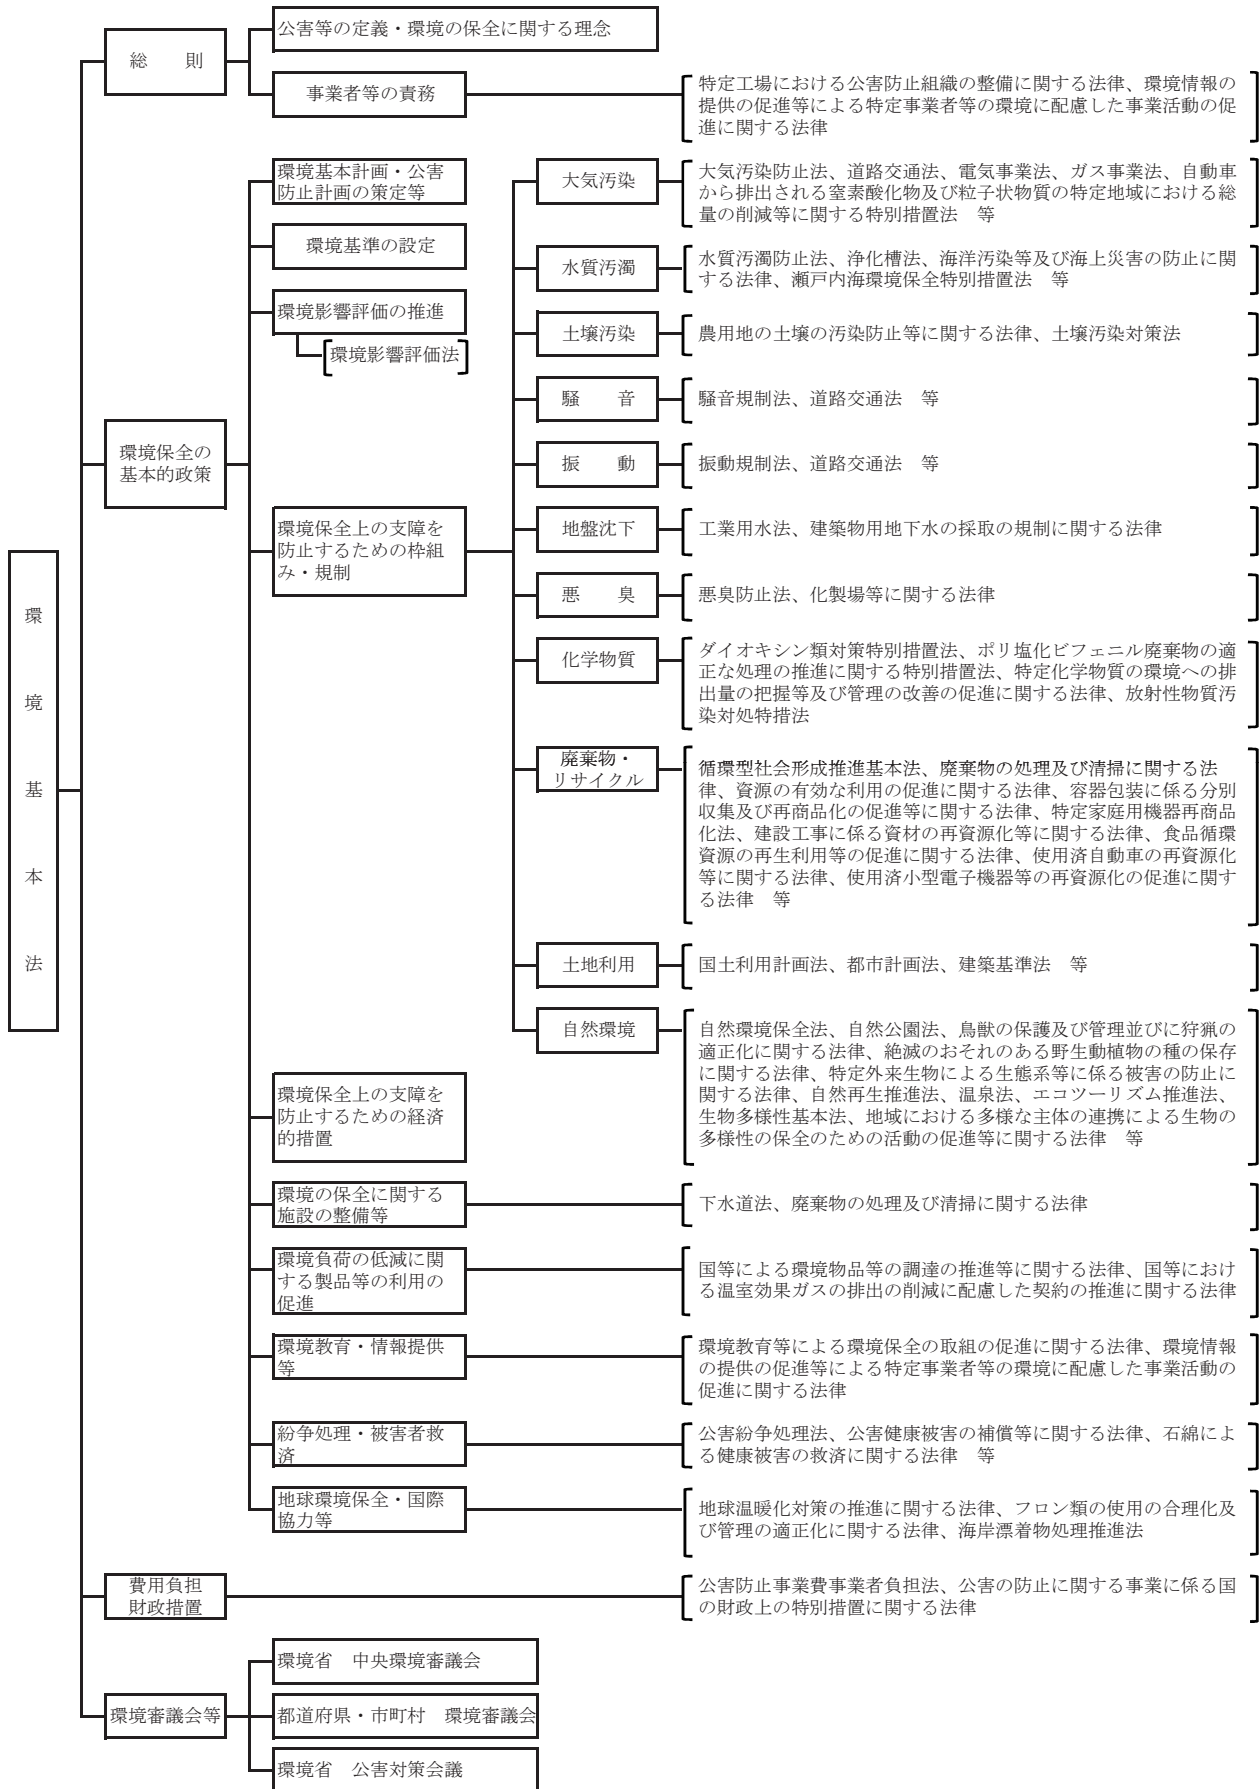 環境基本法
総　則
公害等の定義・環境の保全に関する理念
事業者等の責務
特定工場における公害防止組織の整備に関する法律、環境情報の
提供の促進等による特定事業者等の環境に配慮した事業活動の促
進に関する法律
環境保全の
基本的政策
環境基本計画・公害
防止計画の策定等
環境基準の設定
環境影響評価の推進
環境影響評価法
環境保全上の支障を
防止するための枠組
み・規制
大気汚染
大気汚染防止法、道路交通法、電気事業法、ガス事業法、自動車
から排出される窒素酸化物及び粒子状物質の特定地域における総
量の削減等に関する特別措置法　等
水質汚濁
水質汚濁防止法、浄化槽法、海洋汚染等及び海上災害の防止に関
する法律、瀬戸内海環境保全特別措置法　等
土壌汚染
農用地の土壌の汚染防止等に関する法律、土壌汚染対策法
騒　音
騒音規制法、道路交通法　等
振　動
振動規制法、道路交通法　等
地盤沈下
工業用水法、建築物用地下水の採取の規制に関する法律
悪　臭
悪臭防止法、化製場等に関する法律
化学物質
ダイオキシン類対策特別措置法、ポリ塩化ビフェニル廃棄物の適
正な処理の推進に関する特別措置法、特定化学物質の環境への排
出量の把握等及び管理の改善の促進に関する法律、放射性物質汚
染対処特措法
廃棄物・
リサイクル
循環型社会形成推進基本法、廃棄物の処理及び清掃に関する法
律、資源の有効な利用の促進に関する法律、容器包装に係る分別
収集及び再商品化の促進等に関する法律、特定家庭用機器再商品
化法、建設工事に係る資材の再資源化等に関する法律、食品循環
資源の再生利用等の促進に関する法律、使用済自動車の再資源化
等に関する法律、使用済小型電子機器等の再資源化の促進に関す
る法律　等
土地利用
国土利用計画法、都市計画法、建築基準法　等
自然環境
自然環境保全法、自然公園法、鳥獣の保護及び管理並びに狩猟の
適正化に関する法律、絶滅のおそれのある野生動植物の種の保存
に関する法律、特定外来生物による生態系等に係る被害の防止に
関する法律、自然再生推進法、温泉法、エコツーリズム推進法、
生物多様性基本法、地域における多様な主体の連携による生物の
多様性の保全のための活動の促進等に関する法律　等
環境保全上の支障を
防止するための経済
的措置
環境の保全に関する
施設の整備等
下水道法、廃棄物の処理及び清掃に関する法律
環境負荷の低減に関
する製品等の利用の
促進
国等による環境物品等の調達の推進等に関する法律、国等におけ
る温室効果ガスの排出の削減に配慮した契約の推進に関する法律
環境教育・情報提供
等
環境教育等による環境保全の取組の促進に関する法律、環境情報
の提供の促進等による特定事業者等の環境に配慮した事業活動の
促進に関する法律
紛争処理・被害者救
済
公害紛争処理法、公害健康被害の補償等に関する法律、石綿によ
る健康被害の救済に関する法律　等
地球環境保全・国際
協力等
地球温暖化対策の推進に関する法律、フロン類の使用の合理化及
び管理の適正化に関する法律、海岸漂着物処理推進法
費用負担
財政措置
公害防止事業費事業者負担法、公害の防止に関する事業に係る国
の財政上の特別措置に関する法律
環境審議会等
環境省　中央環境審議会
都道府県・市町村　環境審議会
環境省　公害対策会議